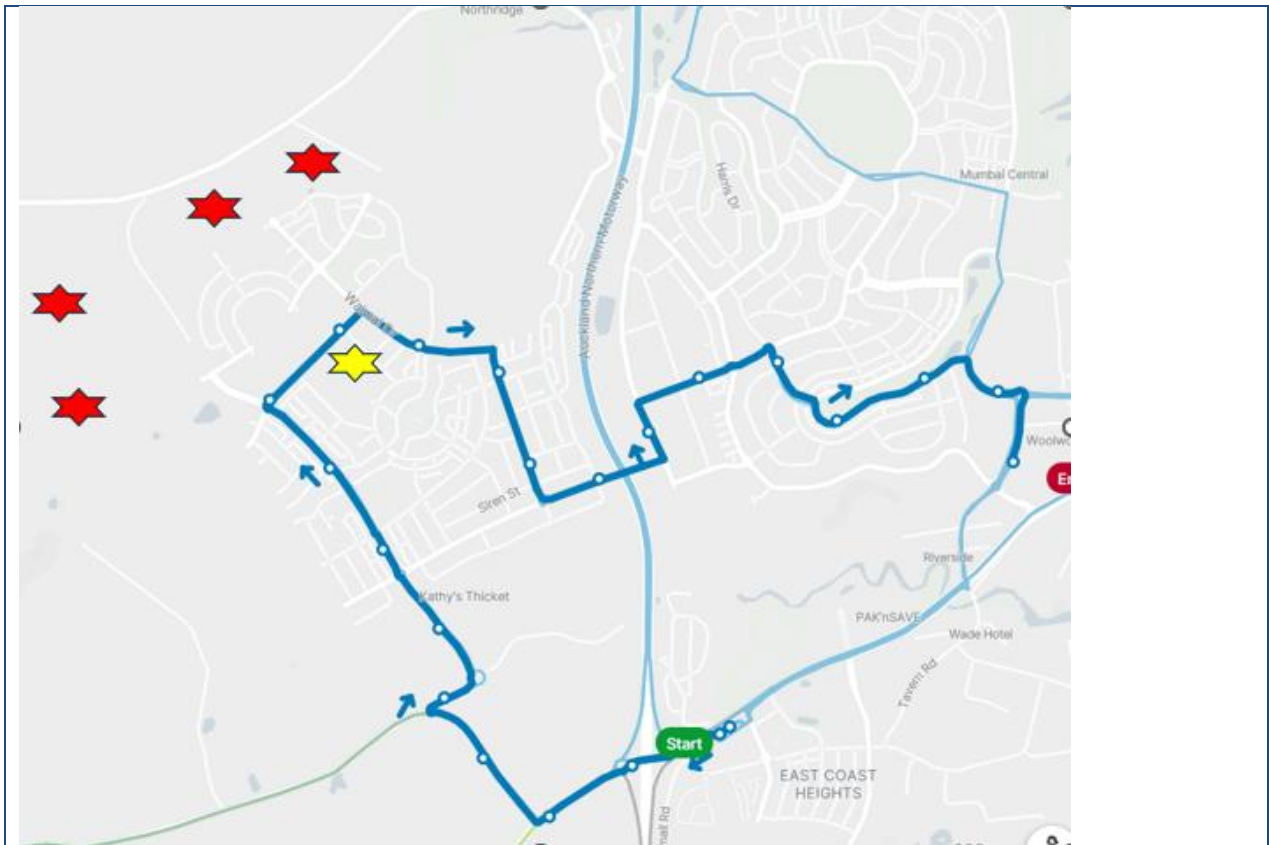 Northridge
Mumbai Central
Harris Dr
Auckland Northern Motorway
Siren St
Kathy's Thicket
Riverside
PAK'nSAVE
Wade Hotel
Tavern Rd
Start
EAST COAST
HEIGHTS